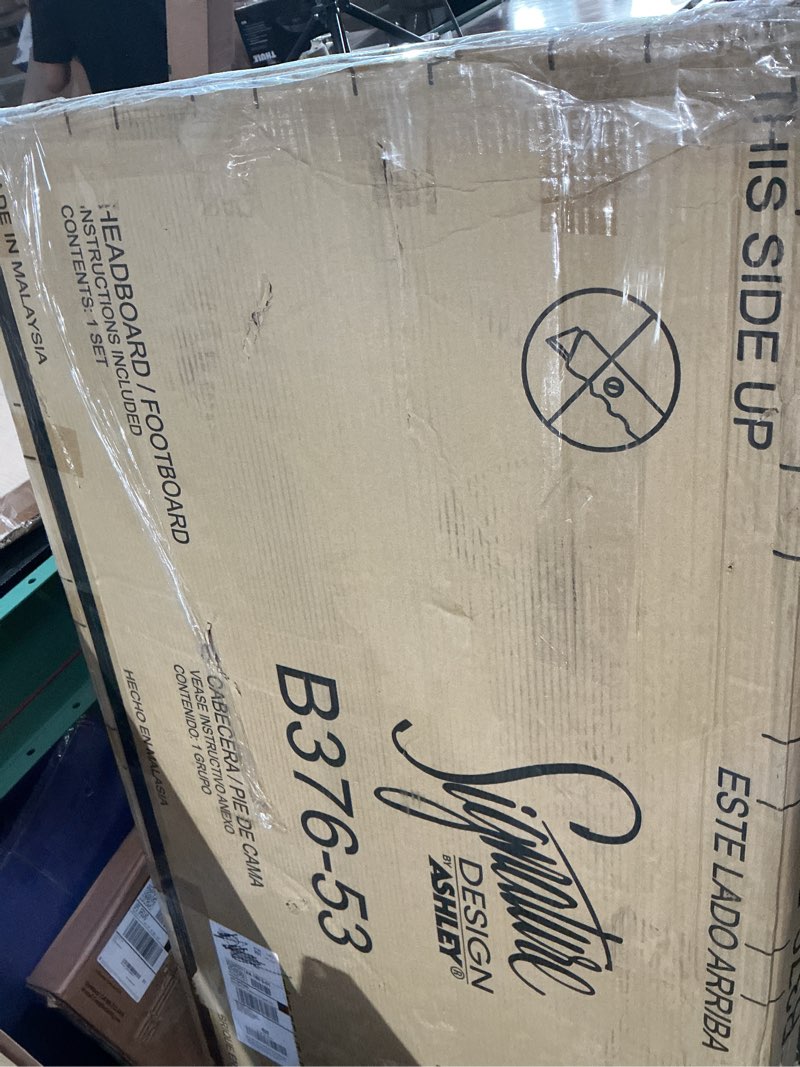 THIS SIDE UP
ESTE LADO ARRIBA
Signature
DESIGN
BY ASHLEY®
B376-53
HEADBOARD / FOOTBOARD
INSTRUCTIONS INCLUDED
CONTENTS: 1 SET
CABECERA / PIE DE CAMA
VEASE INSTRUCTIVO ANEXO
CONTENIDO: 1 GRUPO
MADE IN MALAYSIA
HECHO EN MALASIA
THULE